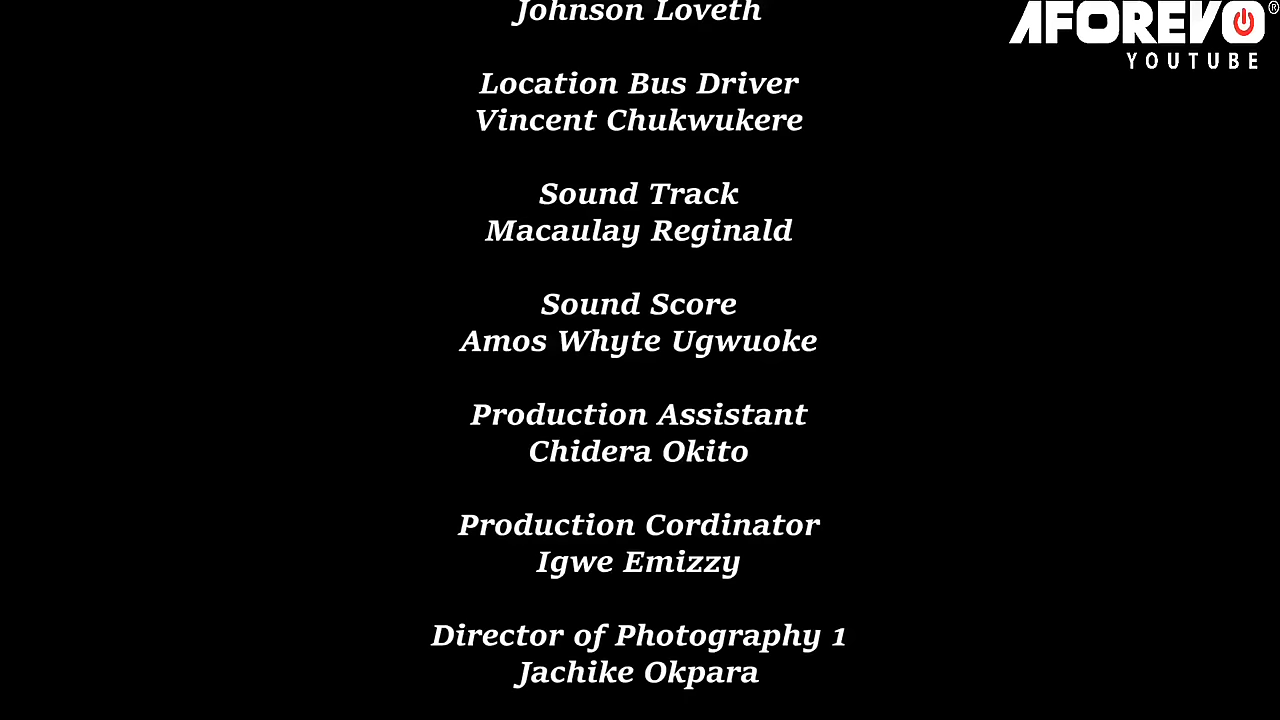 Johnson Loveth
AFOREVO®
YOUTUBE
Location Bus Driver
Vincent Chukwukere
Sound Track
Macaulay Reginald
Sound Score
Amos Whyte Ugwuoke
Production Assistant
Chidera Okito
Production Cordinator
Igwe Emizzy
Director of Photography 1
Jachike Okpara